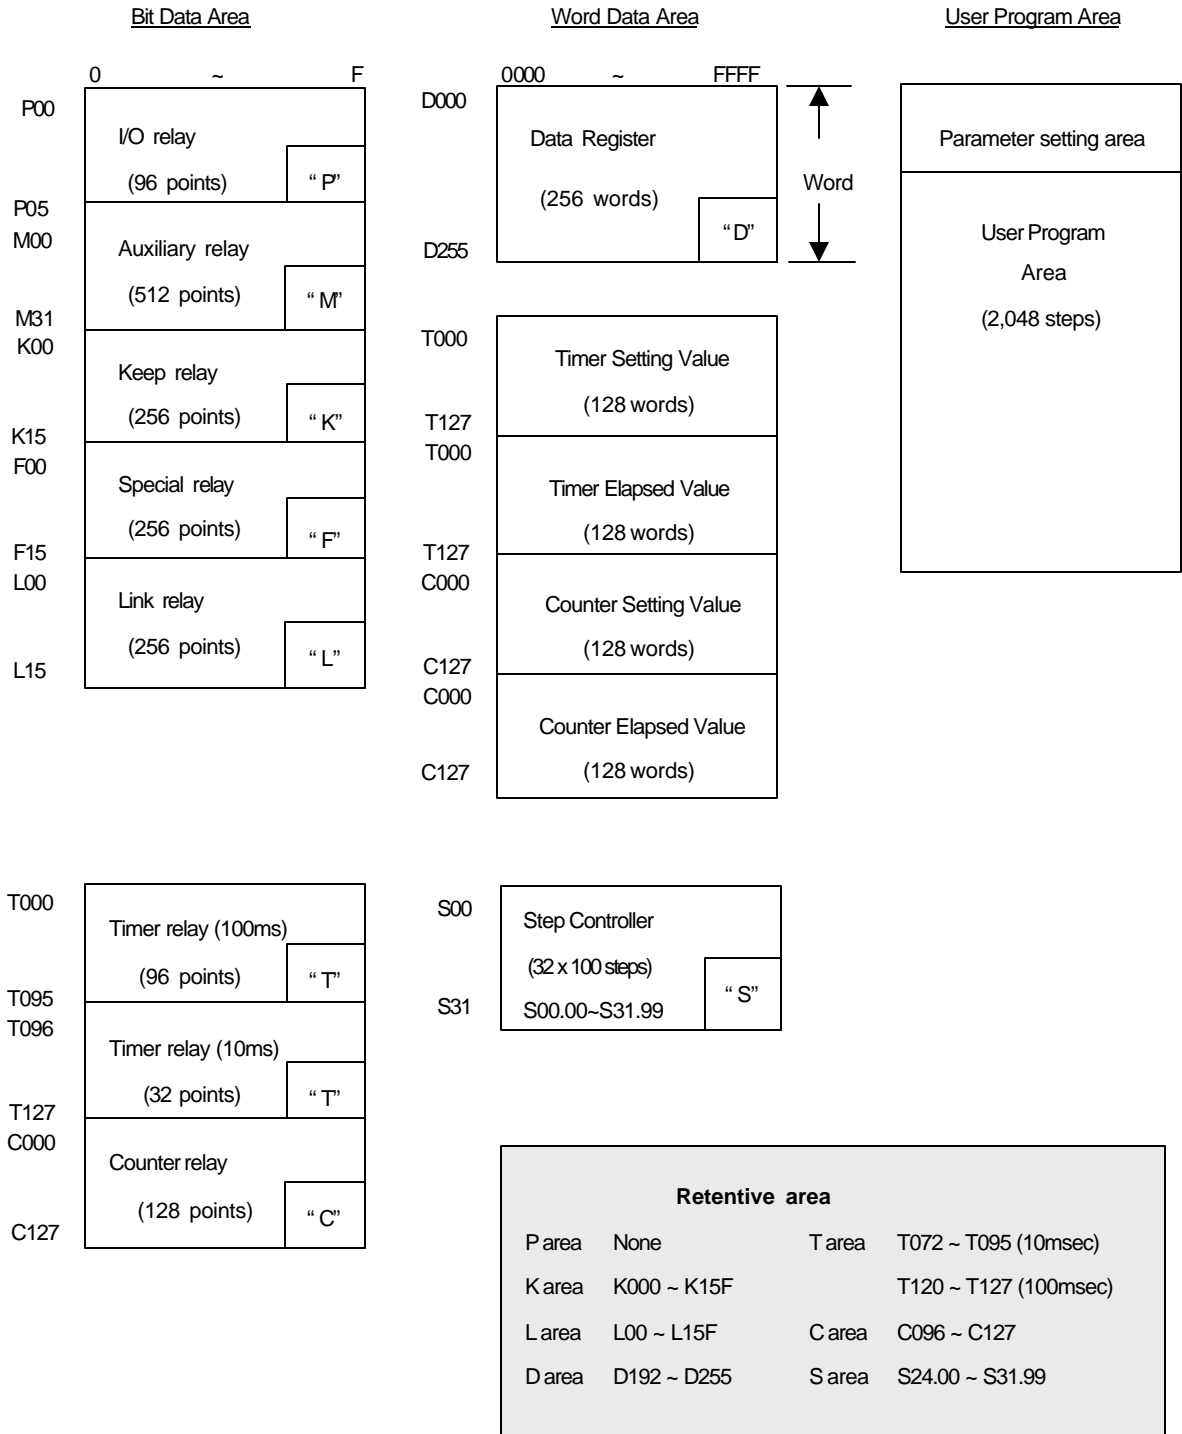 Bit Data Area
0 ~ F
P00
I/O relay
(96 points)
“P”
P05
M00
Auxiliary relay
(512 points)
“M”
M31
K00
Keep relay
(256 points)
“K”
K15
F00
Special relay
(256 points)
“F”
F15
L00
Link relay
(256 points)
“L”
L15
Word Data Area
0000 ~ FFFF
D000
Data Register
(256 words)
“D”
D255
Word
T000
Timer Setting Value
(128 words)
T127
T000
Timer Elapsed Value
(128 words)
T127
C000
Counter Setting Value
(128 words)
C127
C000
Counter Elapsed Value
(128 words)
C127
User Program Area
Parameter setting area
User Program
Area
(2,048 steps)
T000
Timer relay (100ms)
(96 points)
“T”
T095
T096
Timer relay (10ms)
(32 points)
“T”
T127
C000
Counter relay
(128 points)
“C”
C127
S00
Step Controller
(32 x 100 steps)
S00.00~S31.99
“S”
S31
Retentive area
P area None T area T072 ~ T095 (10msec)
K area K000 ~ K15F T120 ~ T127 (100msec)
L area L00 ~ L15F C area C096 ~ C127
D area D192 ~ D255 S area S24.00 ~ S31.99